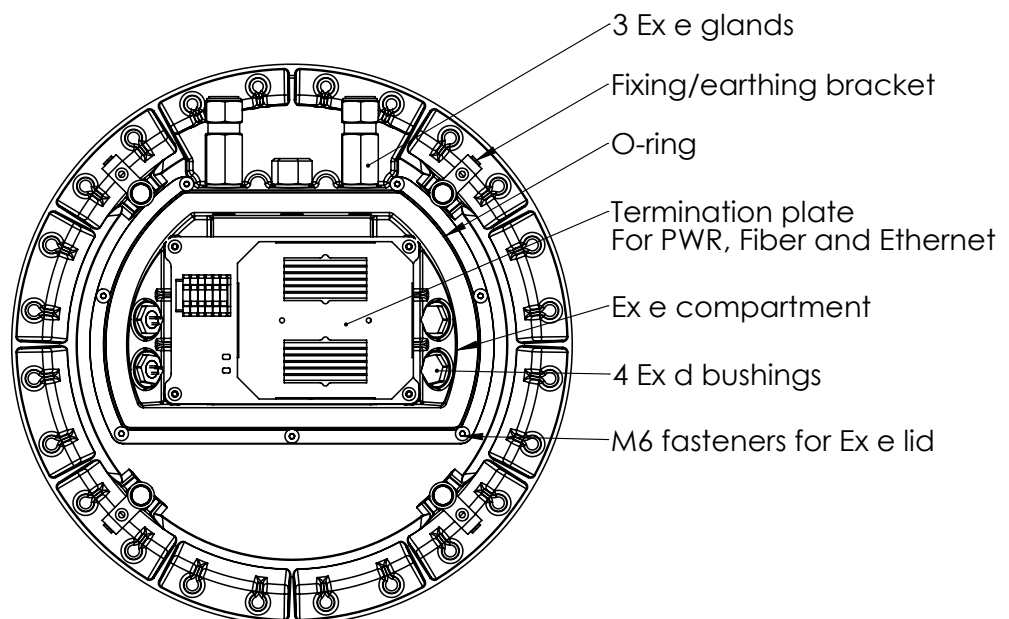 3 Ex e glands
Fixing/earthing bracket
O-ring
Termination plate
For PWR, Fiber and Ethernet
Ex e compartment
4 Ex d bushings
M6 fasteners for Ex e lid